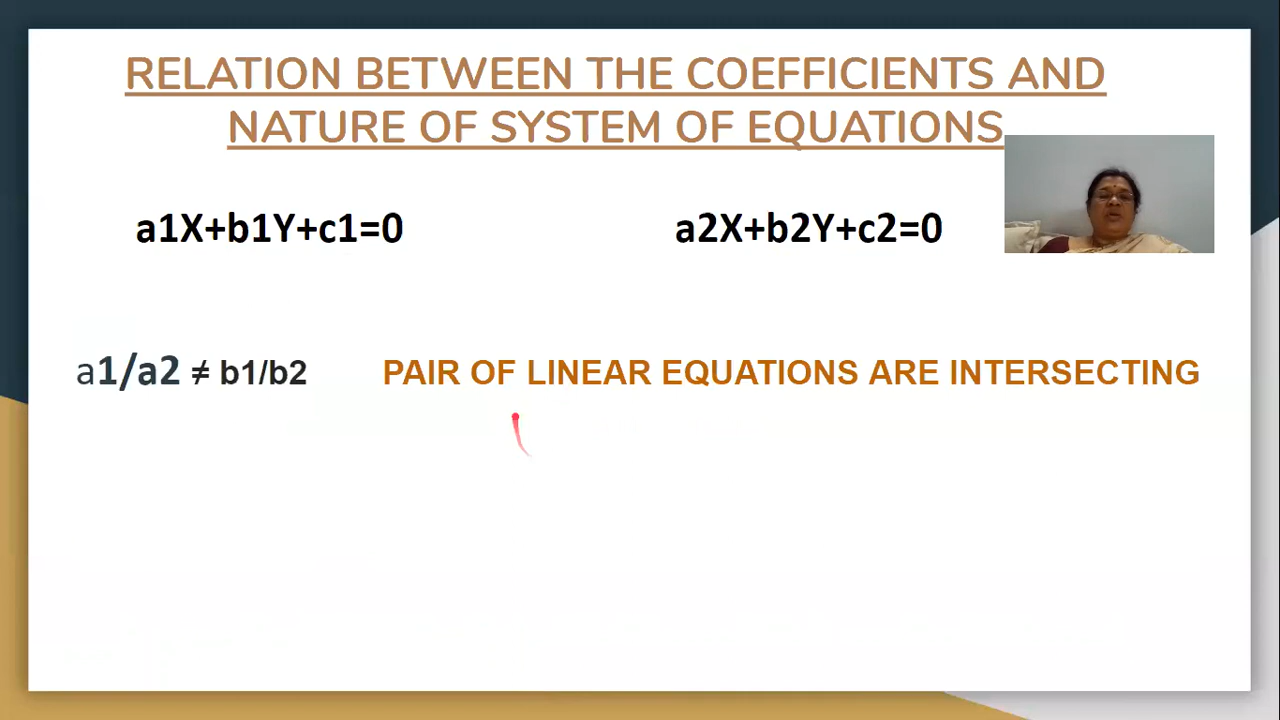 RELATION BETWEEN THE COEFFICIENTS AND
NATURE OF SYSTEM OF EQUATIONS
a1X+b1Y+c1=0
a2X+b2Y+c2=0
a1/a2 ≠ b1/b2
PAIR OF LINEAR EQUATIONS ARE INTERSECTING